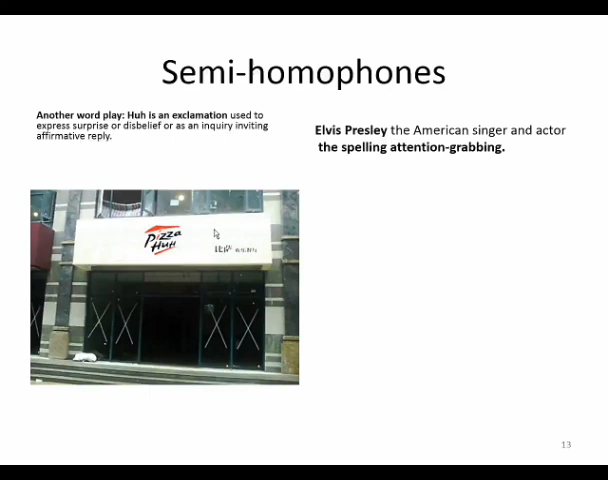 Semi-homophones
Another word play: Huh is an exclamation used to
express surprise or disbelief or as an inquiry inviting
affirmative reply.
Elvis Presley the American singer and actor
the spelling attention-grabbing.
Pizza
Huh
13